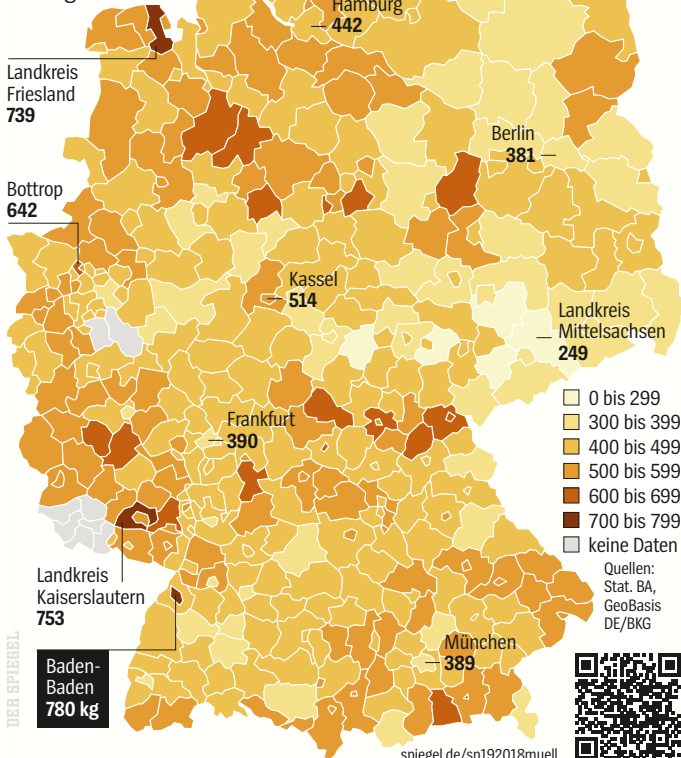 Hamburg
442
Landkreis
Friesland
739
Berlin
381
Bottrop
642
Kassel
514
Landkreis
Mittelsachsen
249
0 bis 299
300 bis 399
400 bis 499
500 bis 599
600 bis 699
700 bis 799
keine Daten
Frankfurt
390
Quellen:
Stat. BA,
GeoBasis
DE/BKG
Landkreis
Kaiserslautern
753
München
389
Baden-
Baden
780 kg
DER SPIEGEL
spiegel.de/sp192018muell